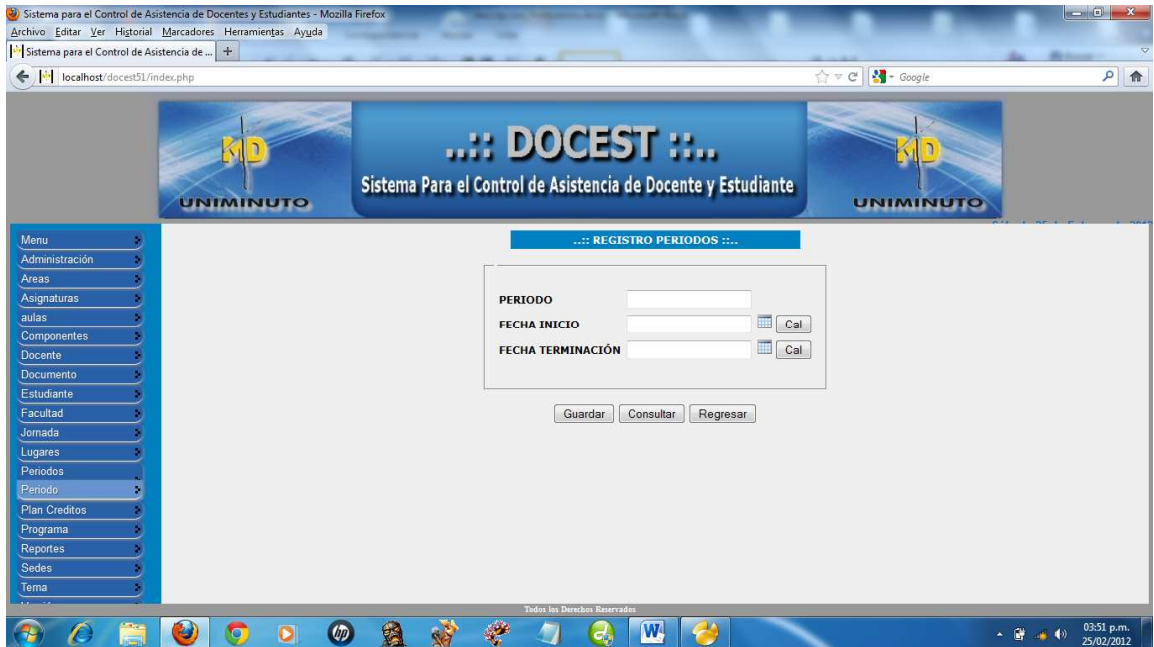 Sistema para el Control de Asistencia de Docentes y Estudiantes - Mozilla Firefox
Archivo Editar Ver Historial Marcadores Herramientas Ayuda
Sistema para el Control de Asistencia de ... +
localhost/docest51/index.php
Google
MD
UNIMINUTO
..:: DOCEST ::..
Sistema Para el Control de Asistencia de Docente y Estudiante
MD
UNIMINUTO
Menu
Administración
Areas
Asignaturas
aulas
Componentes
Docente
Documento
Estudiante
Facultad
Jornada
Lugares
Periodos
Periodo
Plan Creditos
Programa
Reportes
Sedes
Tema
..:: REGISTRO PERIODOS ::..
PERIODO
FECHA INICIO Cal
FECHA TERMINACIÓN Cal
Guardar Consultar Regresar
Todos los Derechos Reservados
03:51 p.m.
25/02/2012